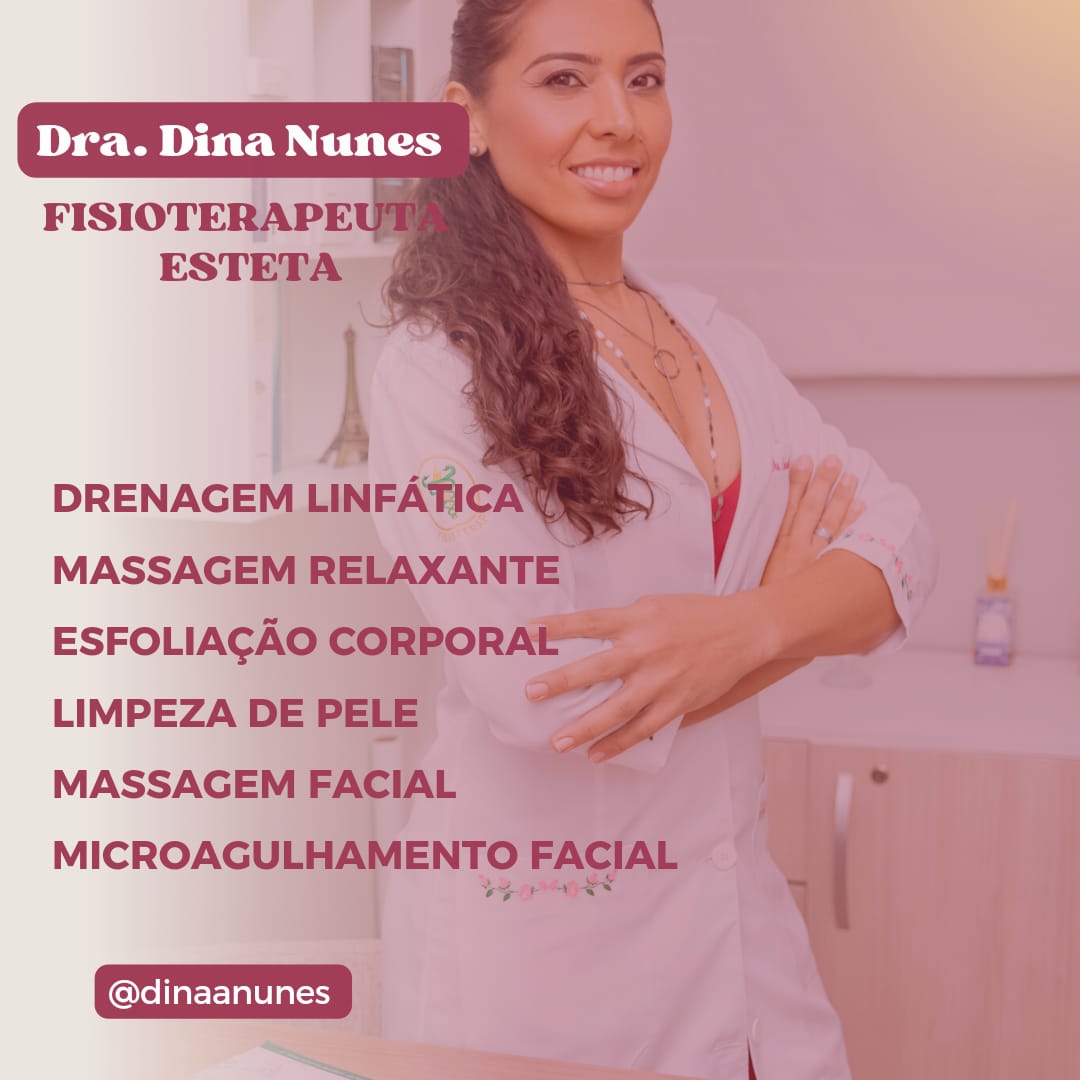 Dra. Dina Nunes
FISIOTERAPEUTA
ESTETA
DRENAGEM LINFÁTICA
MASSAGEM RELAXANTE
ESFOLIAÇÃO CORPORAL
LIMPEZA DE PELE
MASSAGEM FACIAL
MICROAGULHAMENTO FACIAL
@dinaanunes